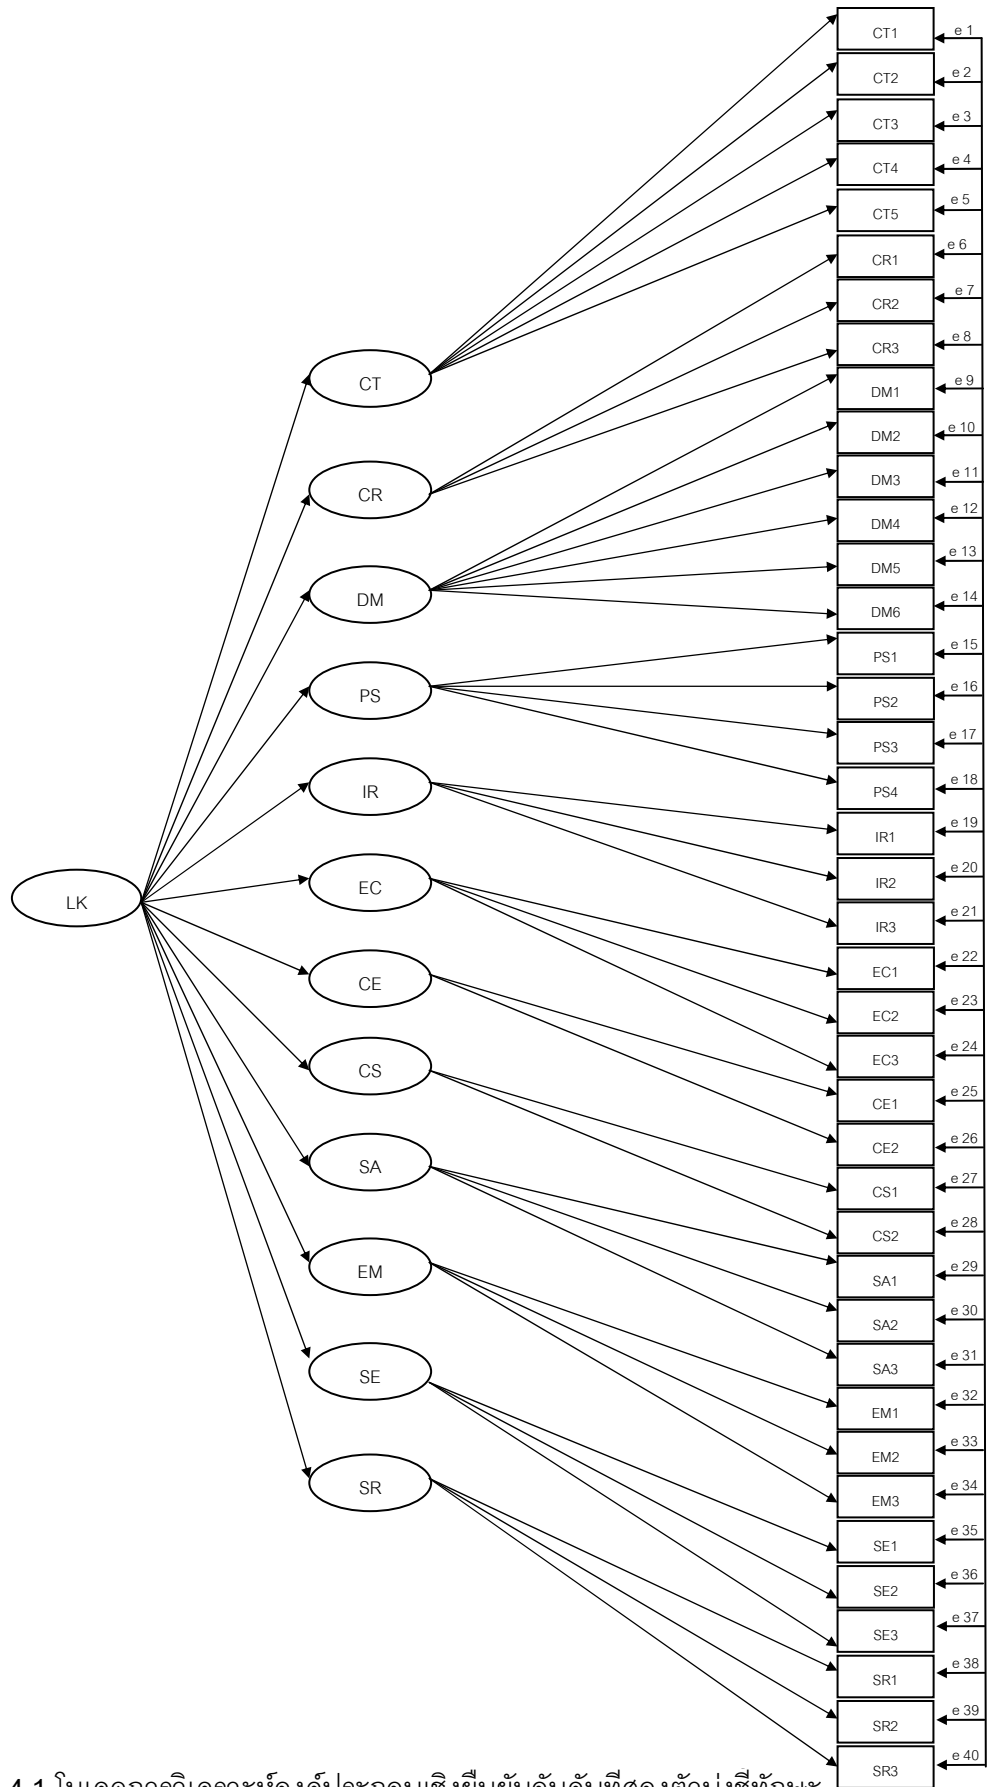 CT1
e 1
CT2
e 2
CT3
e 3
CT4
e 4
CT5
e 5
CR1
e 6
CR2
e 7
CR3
e 8
CT
DM1
e 9
DM2
e 10
DM3
e 11
CR
DM4
e 12
DM5
e 13
DM
DM6
e 14
PS1
e 15
PS
PS2
e 16
PS3
e 17
PS4
e 18
IR
IR1
e 19
IR2
e 20
EC
LK
IR3
e 21
EC1
e 22
CE
EC2
e 23
EC3
e 24
CS
CE1
e 25
CE2
e 26
SA
CS1
e 27
CS2
e 28
EM
SA1
e 29
SA2
e 30
SE
SA3
e 31
EM1
e 32
EM2
e 33
SR
EM3
e 34
SE1
e 35
SE2
e 36
SE3
e 37
SR1
e 38
SR2
e 39
SR3
e 40
4.1 โมเดลการวิเคราะห์องค์ประกอบเชิงยืนยันอันดับที่สองตัวบ่งชี้ทักษะ